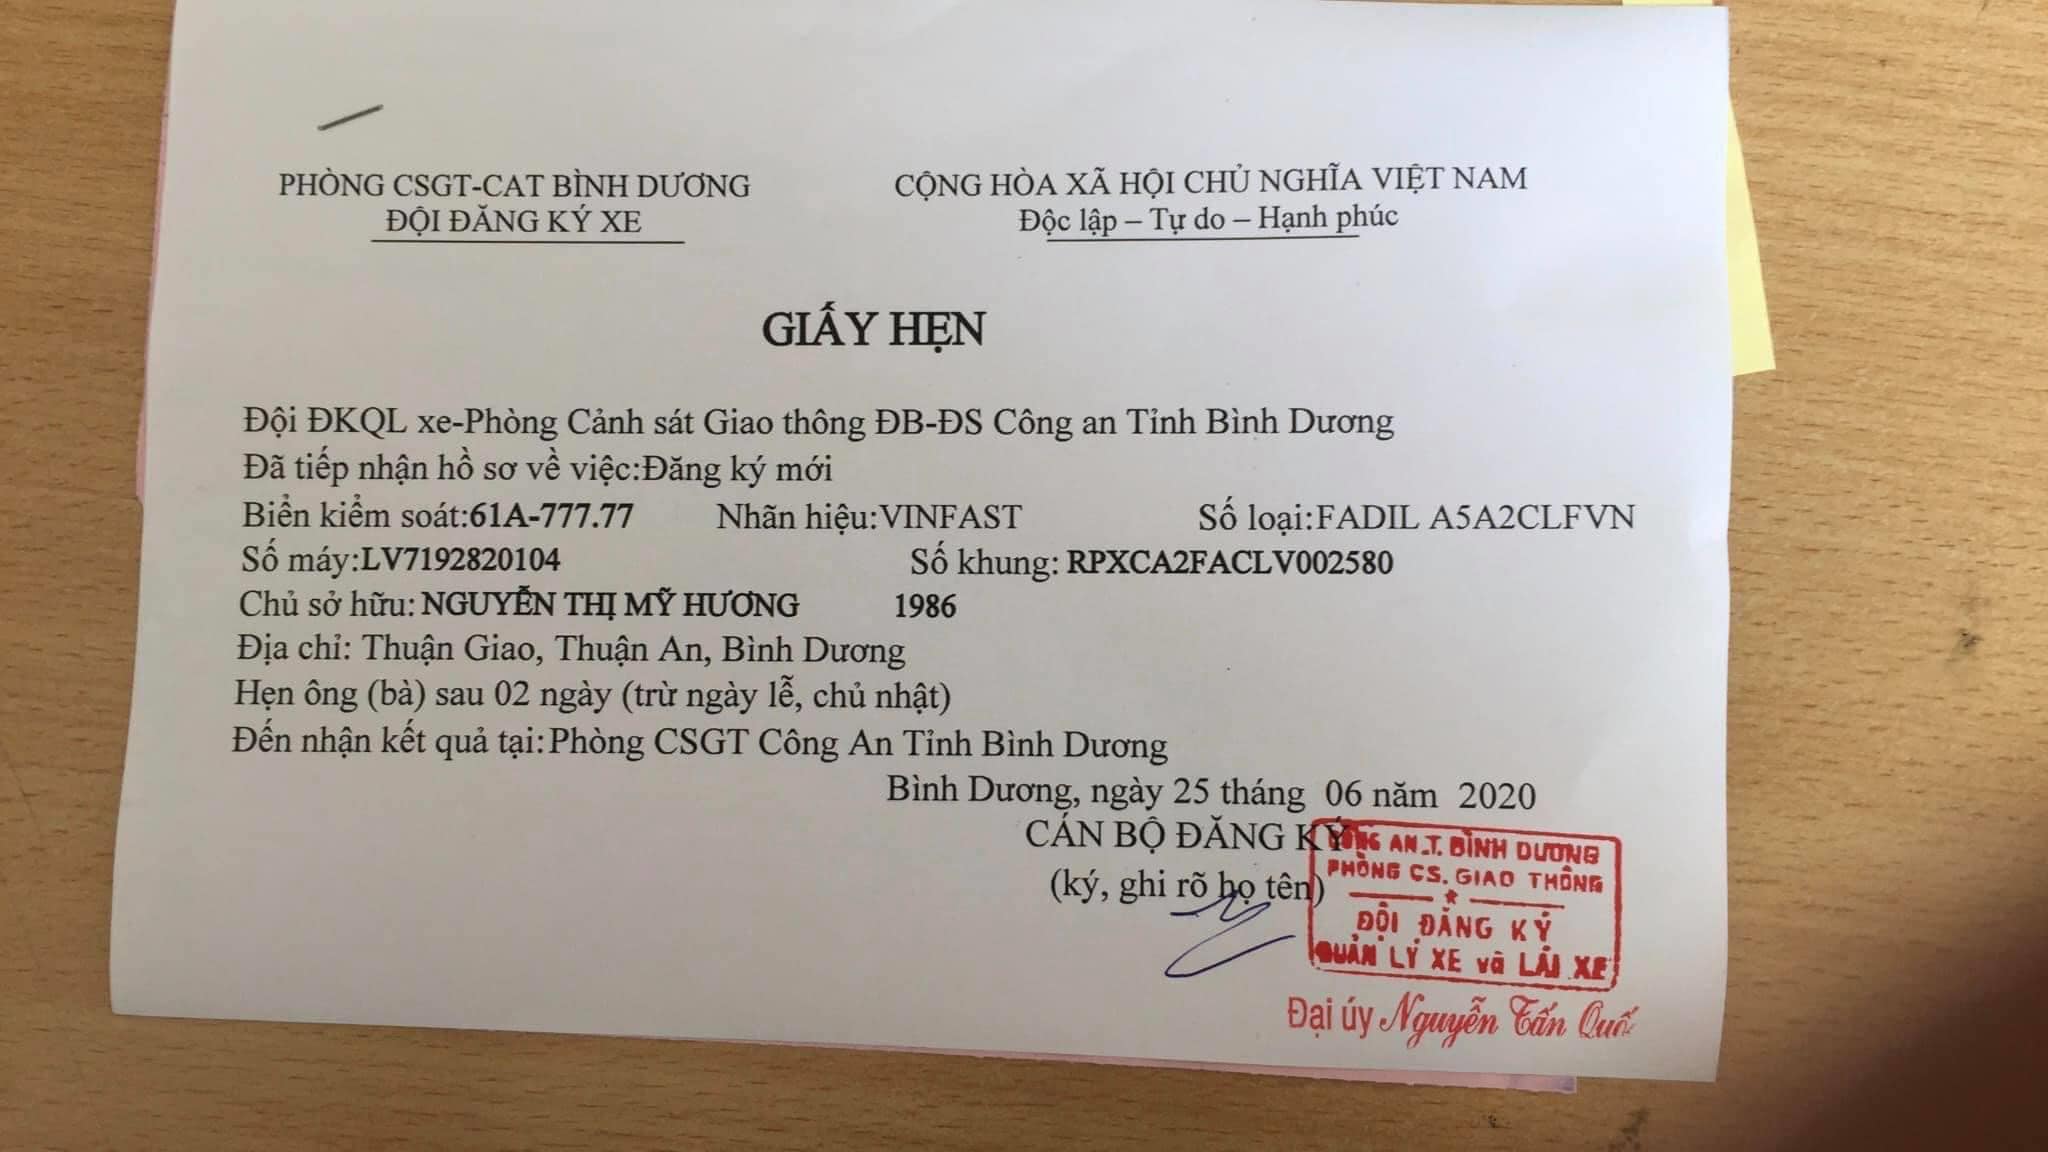 PHÒNG CSGT-CAT BÌNH DƯƠNG
ĐỘI ĐĂNG KÝ XE
CỘNG HÒA XÃ HỘI CHỦ NGHĨA VIỆT NAM
Độc lập – Tự do – Hạnh phúc
GIẤY HẸN
Đội ĐKQL xe-Phòng Cảnh sát Giao thông ĐB-ĐS Công an Tỉnh Bình Dương
Đã tiếp nhận hồ sơ về việc:Đăng ký mới
Biển kiểm soát:61A-777.77 Nhãn hiệu:VINFAST Số loại:FADIL A5A2CLFVN
Số máy:LV7192820104 Số khung: RPXCA2FACLV002580
Chủ sở hữu: NGUYỄN THỊ MỸ HƯƠNG 1986
Địa chỉ: Thuận Giao, Thuận An, Bình Dương
Hẹn ông (bà) sau 02 ngày (trừ ngày lễ, chủ nhật)
Đến nhận kết quả tại:Phòng CSGT Công An Tỉnh Bình Dương
Bình Dương, ngày 25 tháng 06 năm 2020
CÁN BỘ ĐĂNG KÝ
(ký, ghi rõ họ tên)
CÔNG AN.T. BÌNH DƯƠNG
PHÒNG CS. GIAO THÔNG
ĐỘI ĐĂNG KÝ
QUẢN LÝ XE và LÁI XE
Đại úy Nguyễn Tấn